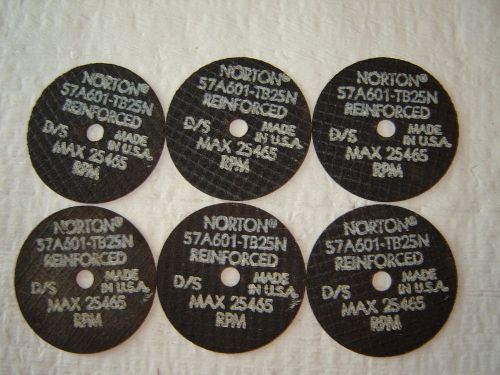 NORTON®
57A601-TB25N
REINFORCED
D/S MADE IN U.S.A.
MAX 25465
RPM
NORTON®
57A601-TB25N
REINFORCED
D/S MADE IN U.S.A.
MAX 25465
RPM
NORTON®
57A601-TB25N
REINFORCED
D/S MADE IN U.S.A.
MAX 25465
RPM
NORTON®
57A601-TB25N
REINFORCED
D/S MADE IN U.S.A.
MAX 25465
RPM
NORTON®
57A601-TB25N
REINFORCED
D/S MADE IN U.S.A.
MAX 25465
RPM
NORTON®
57A601-TB25N
REINFORCED
D/S MADE IN U.S.A.
MAX 25465
RPM